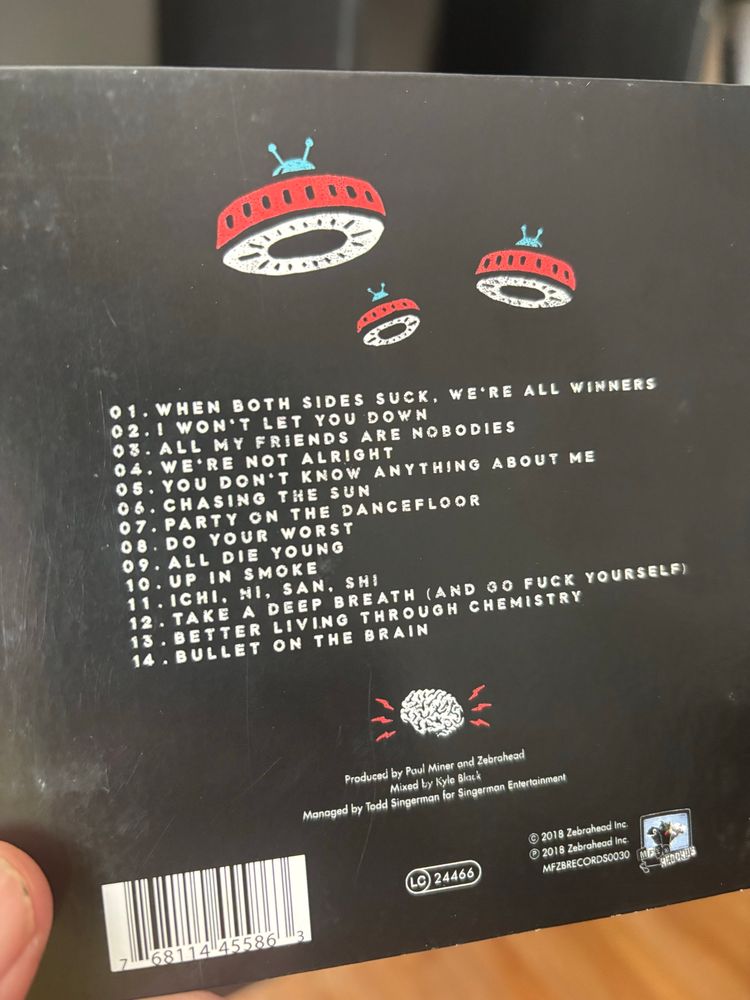 01. WHEN BOTH SIDES SUCK, WE'RE ALL WINNERS
02. I WON'T LET YOU DOWN
03. ALL MY FRIENDS ARE NOBODIES
04. WE'RE NOT ALRIGHT
05. YOU DON'T KNOW ANYTHING ABOUT ME
06. CHASING THE SUN
07. PARTY ON THE DANCEFLOOR
08. DO YOUR WORST
09. ALL DIE YOUNG
10. UP IN SMOKE
11. ICHI, NI, SAN, SHI
12. TAKE A DEEP BREATH (AND GO FUCK YOURSELF)
13. BETTER LIVING THROUGH CHEMISTRY
14. BULLET ON THE BRAIN
Produced by Paul Miner and Zebrahead
Mixed by Kyle Black
Managed by Todd Singerman for Singerman Entertainment
© 2018 Zebrahead Inc.
℗ 2018 Zebrahead Inc.
MFZBRECORDS0030
RECORDS
LC 24466
7 68114 45586 3